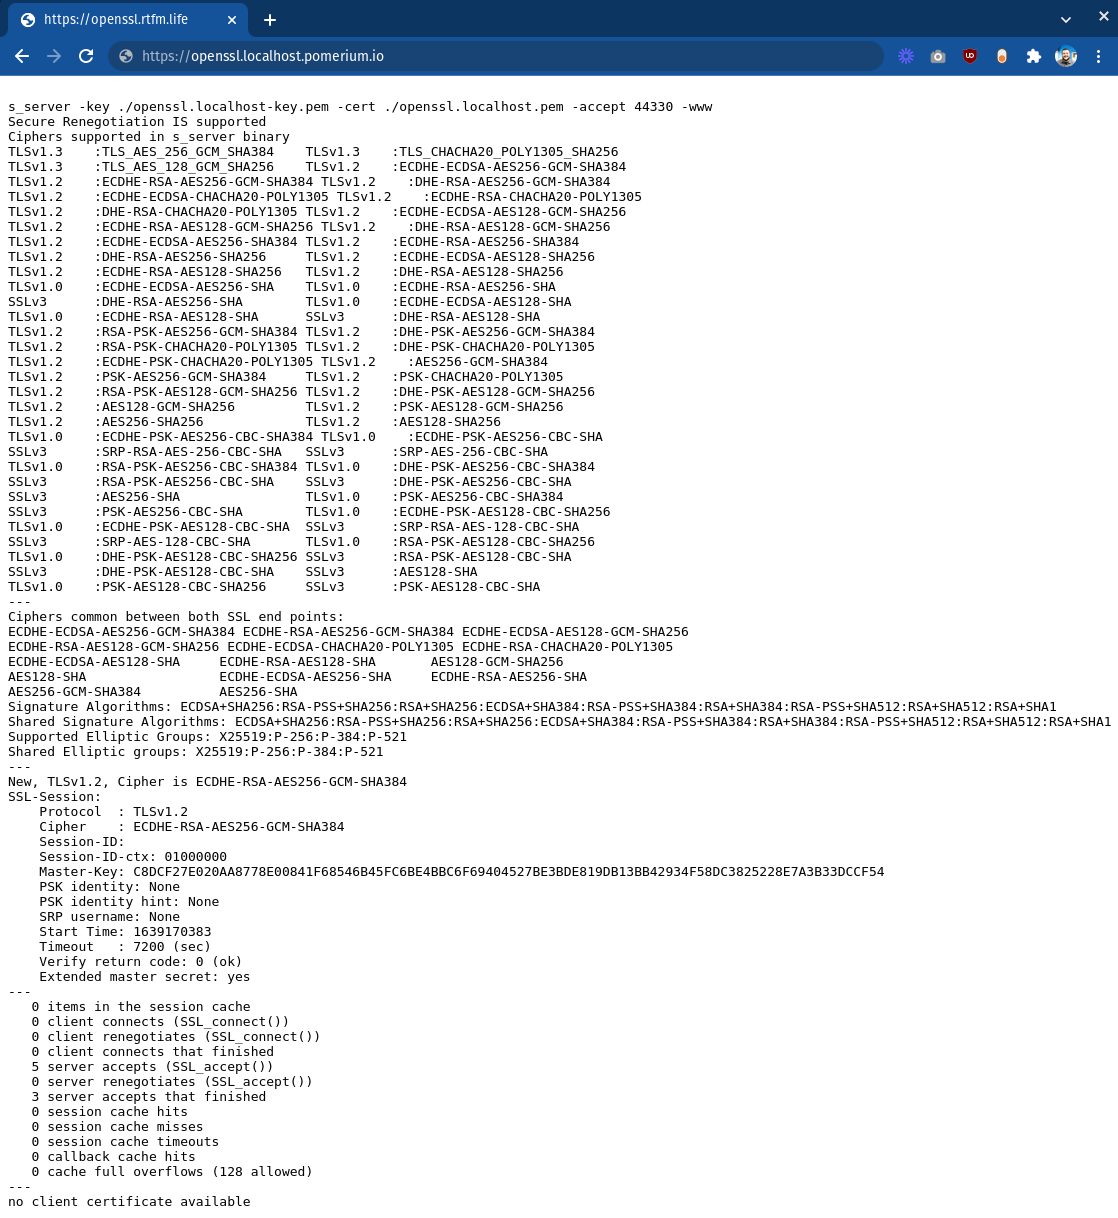 https://openssl.rtfm.life
https://openssl.localhost.pomerium.io
s_server -key ./openssl.localhost-key.pem -cert ./openssl.localhost.pem -accept 44330 -www
Secure Renegotiation IS supported
Ciphers supported in s_server binary
TLSv1.3    :TLS_AES_256_GCM_SHA384    TLSv1.3    :TLS_CHACHA20_POLY1305_SHA256
TLSv1.3    :TLS_AES_128_GCM_SHA256    TLSv1.2    :ECDHE-ECDSA-AES256-GCM-SHA384
TLSv1.2    :ECDHE-RSA-AES256-GCM-SHA384 TLSv1.2    :DHE-RSA-AES256-GCM-SHA384
TLSv1.2    :ECDHE-ECDSA-CHACHA20-POLY1305 TLSv1.2    :ECDHE-RSA-CHACHA20-POLY1305
TLSv1.2    :DHE-RSA-CHACHA20-POLY1305 TLSv1.2    :ECDHE-ECDSA-AES128-GCM-SHA256
TLSv1.2    :ECDHE-RSA-AES128-GCM-SHA256 TLSv1.2    :DHE-RSA-AES128-GCM-SHA256
TLSv1.2    :ECDHE-ECDSA-AES256-SHA384 TLSv1.2    :ECDHE-RSA-AES256-SHA384
TLSv1.2    :DHE-RSA-AES256-SHA256     TLSv1.2    :ECDHE-ECDSA-AES128-SHA256
TLSv1.2    :ECDHE-RSA-AES128-SHA256   TLSv1.2    :DHE-RSA-AES128-SHA256
TLSv1.0    :ECDHE-ECDSA-AES256-SHA    TLSv1.0    :ECDHE-RSA-AES256-SHA
SSLv3      :DHE-RSA-AES256-SHA        TLSv1.0    :ECDHE-ECDSA-AES128-SHA
TLSv1.0    :ECDHE-RSA-AES128-SHA      SSLv3      :DHE-RSA-AES128-SHA
TLSv1.2    :RSA-PSK-AES256-GCM-SHA384 TLSv1.2    :DHE-PSK-AES256-GCM-SHA384
TLSv1.2    :RSA-PSK-CHACHA20-POLY1305 TLSv1.2    :DHE-PSK-CHACHA20-POLY1305
TLSv1.2    :ECDHE-PSK-CHACHA20-POLY1305 TLSv1.2    :AES256-GCM-SHA384
TLSv1.2    :PSK-AES256-GCM-SHA384     TLSv1.2    :PSK-CHACHA20-POLY1305
TLSv1.2    :RSA-PSK-AES128-GCM-SHA256 TLSv1.2    :DHE-PSK-AES128-GCM-SHA256
TLSv1.2    :AES128-GCM-SHA256         TLSv1.2    :PSK-AES128-GCM-SHA256
TLSv1.2    :AES256-SHA256             TLSv1.2    :AES128-SHA256
TLSv1.0    :ECDHE-PSK-AES256-CBC-SHA384 TLSv1.0    :ECDHE-PSK-AES256-CBC-SHA
SSLv3      :SRP-RSA-AES-256-CBC-SHA   SSLv3      :SRP-AES-256-CBC-SHA
TLSv1.0    :RSA-PSK-AES256-CBC-SHA384 TLSv1.0    :DHE-PSK-AES256-CBC-SHA384
SSLv3      :RSA-PSK-AES256-CBC-SHA    SSLv3      :DHE-PSK-AES256-CBC-SHA
SSLv3      :AES256-SHA                TLSv1.0    :PSK-AES256-CBC-SHA384
SSLv3      :PSK-AES256-CBC-SHA        TLSv1.0    :ECDHE-PSK-AES128-CBC-SHA256
TLSv1.0    :ECDHE-PSK-AES128-CBC-SHA  SSLv3      :SRP-RSA-AES-128-CBC-SHA
SSLv3      :SRP-AES-128-CBC-SHA       TLSv1.0    :RSA-PSK-AES128-CBC-SHA256
TLSv1.0    :DHE-PSK-AES128-CBC-SHA256 SSLv3      :RSA-PSK-AES128-CBC-SHA
SSLv3      :DHE-PSK-AES128-CBC-SHA    SSLv3      :AES128-SHA
TLSv1.0    :PSK-AES128-CBC-SHA256     SSLv3      :PSK-AES128-CBC-SHA
---
Ciphers common between both SSL end points:
ECDHE-ECDSA-AES256-GCM-SHA384 ECDHE-RSA-AES256-GCM-SHA384 ECDHE-ECDSA-AES128-GCM-SHA256
ECDHE-RSA-AES128-GCM-SHA256 ECDHE-ECDSA-CHACHA20-POLY1305 ECDHE-RSA-CHACHA20-POLY1305
ECDHE-ECDSA-AES128-SHA     ECDHE-RSA-AES128-SHA       AES128-GCM-SHA256
AES128-SHA                 ECDHE-ECDSA-AES256-SHA     ECDHE-RSA-AES256-SHA
AES256-GCM-SHA384          AES256-SHA
Signature Algorithms: ECDSA+SHA256:RSA-PSS+SHA256:RSA+SHA256:ECDSA+SHA384:RSA-PSS+SHA384:RSA+SHA384:RSA-PSS+SHA512:RSA+SHA512:RSA+SHA1
Shared Signature Algorithms: ECDSA+SHA256:RSA-PSS+SHA256:RSA+SHA256:ECDSA+SHA384:RSA-PSS+SHA384:RSA+SHA384:RSA-PSS+SHA512:RSA+SHA512:RSA+SHA1
Supported Elliptic Groups: X25519:P-256:P-384:P-521
Shared Elliptic groups: X25519:P-256:P-384:P-521
---
New, TLSv1.2, Cipher is ECDHE-RSA-AES256-GCM-SHA384
SSL-Session:
    Protocol  : TLSv1.2
    Cipher    : ECDHE-RSA-AES256-GCM-SHA384
    Session-ID:
    Session-ID-ctx: 01000000
    Master-Key: C8DCF27E020AA8778E00841F68546B45FC6BE4BBC6F69404527BE3BDE819DB13BB42934F58DC3825228E7A3B33DCCF54
    PSK identity: None
    PSK identity hint: None
    SRP username: None
    Start Time: 1639170383
    Timeout   : 7200 (sec)
    Verify return code: 0 (ok)
    Extended master secret: yes
---
   0 items in the session cache
   0 client connects (SSL_connect())
   0 client renegotiates (SSL_connect())
   0 client connects that finished
   5 server accepts (SSL_accept())
   0 server renegotiates (SSL_accept())
   3 server accepts that finished
   0 session cache hits
   0 session cache misses
   0 session cache timeouts
   0 callback cache hits
   0 cache full overflows (128 allowed)
---
no client certificate available